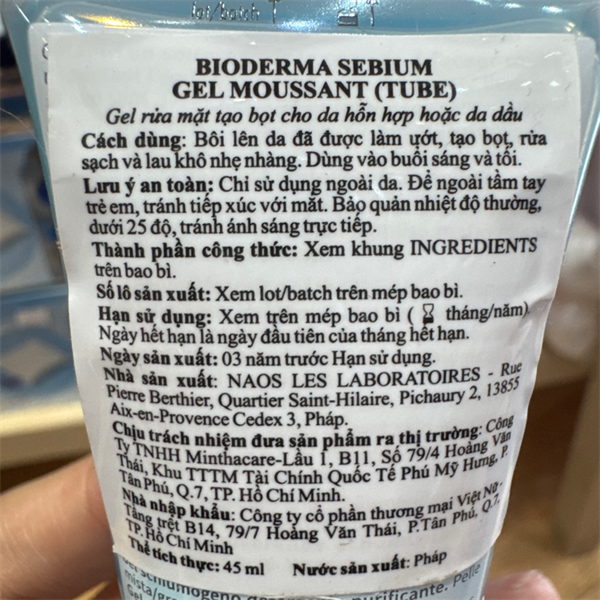 lot/batch
BIODERMA SEBIUM
GEL MOUSSANT (TUBE)
Gel rửa mặt tạo bọt cho da hỗn hợp hoặc da dầu
Cách dùng: Bôi lên da đã được làm ướt, tạo bọt, rửa
sạch và lau khô nhẹ nhàng. Dùng vào buổi sáng và tối.
Lưu ý an toàn: Chỉ sử dụng ngoài da. Để ngoài tầm tay
trẻ em, tránh tiếp xúc với mắt. Bảo quản nhiệt độ thường,
dưới 25 độ, tránh ánh sáng trực tiếp.
Thành phần công thức: Xem khung INGREDIENTS
trên bao bì.
Số lô sản xuất: Xem lot/batch trên mép bao bì.
Hạn sử dụng: Xem trên mép bao bì ( ⌛ tháng/năm).
Ngày hết hạn là ngày đầu tiên của tháng hết hạn.
Ngày sản xuất: 03 năm trước Hạn sử dụng.
Nhà sản xuất: NAOS LES LABORATOIRES - Rue
Pierre Berthier, Quartier Saint-Hilaire, Pichaury 2, 13855
Aix-en-Provence Cedex 3, Pháp.
Chịu trách nhiệm đưa sản phẩm ra thị trường: Công
Ty TNHH Minthacare-Lầu 1, B11, Số 79/4 Hoàng Văn
Thái, Khu TTTM Tài Chính Quốc Tế Phú Mỹ Hưng, P.
Tân Phú, Q.7, TP. Hồ Chí Minh.
Nhà nhập khẩu: Công ty cổ phần thương mại Việt Nơ-
Tầng trệt B14, 79/7 Hoàng Văn Thái, P.Tân Phú, Q.7,
TP.Hồ Chí Minh
Thể tích thực: 45 ml Nước sản xuất: Pháp
purificante. Pelle
Gel